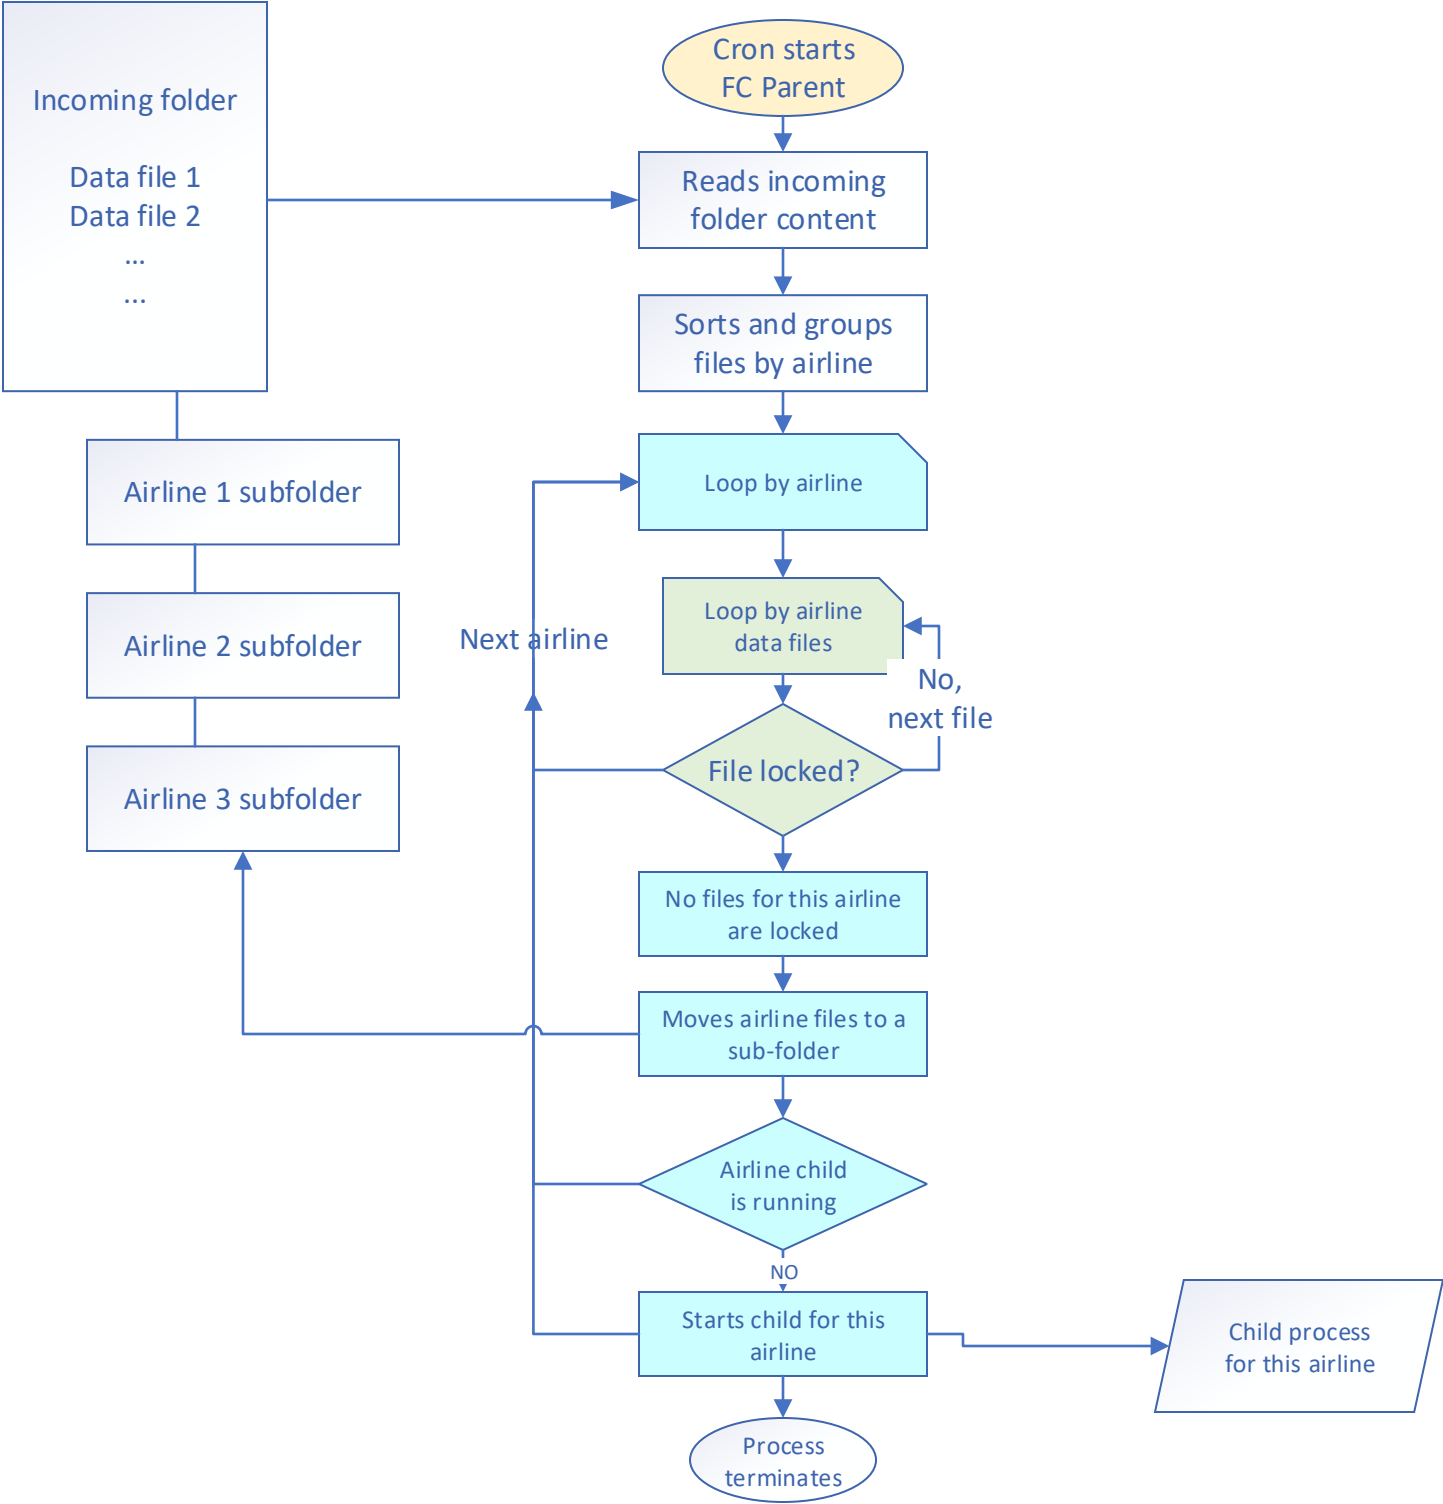 Cron starts
FC Parent
Incoming folder
Data file 1
Data file 2
...
...
Reads incoming
folder content
Sorts and groups
files by airline
Loop by airline
Airline 1 subfolder
Loop by airline
data files
Next airline
Airline 2 subfolder
No,
next file
File locked?
Airline 3 subfolder
No files for this airline
are locked
Moves airline files to a
sub-folder
Airline child
is running
NO
Starts child for this
airline
Child process
for this airline
Process
terminates